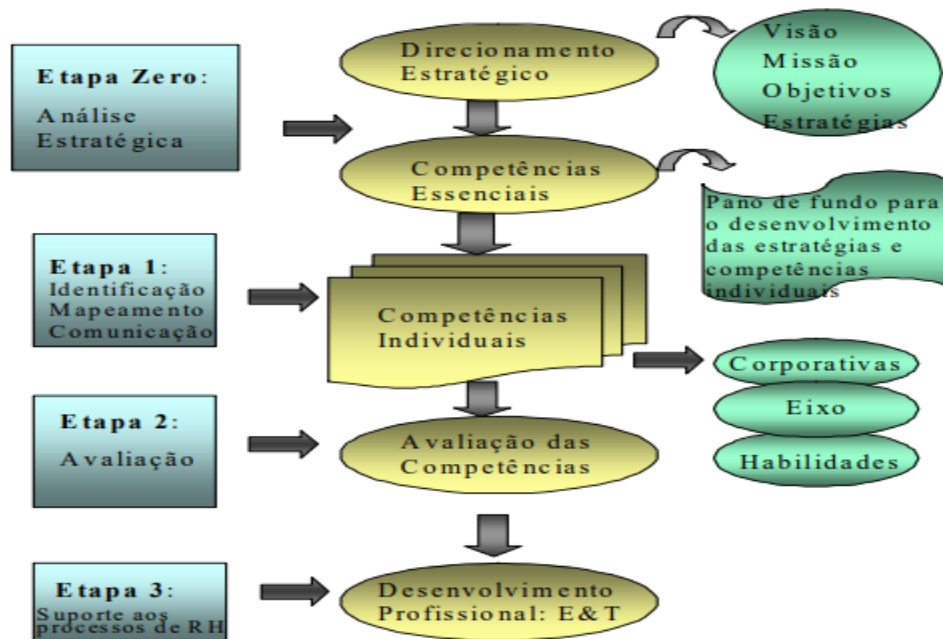 Etapa Zero:
Análise
Estratégica
Direcionamento
Estratégico
Visão
Missão
Objetivos
Estratégias
Competências
Essenciais
Pano de fundo para
o desenvolvimento
das estratégias e
competências
individuais
Etapa 1:
Identificação
Mapeamento
Comunicação
Competências
Individuais
Corporativas
Eixo
Habilidades
Etapa 2:
Avaliação
Avaliação das
Competências
Etapa 3:
Suporte aos
processos de RH
Desenvolvimento
Profissional: E&T